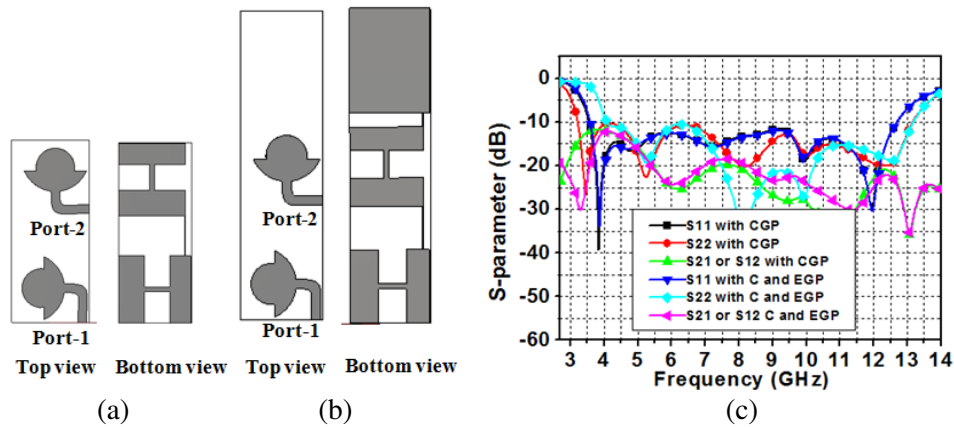 Port-2
Port-1
Top view
Bottom view
(a)
Port-2
Port-1
Top view
Bottom view
(b)
S-parameter (dB)
0
-10
-20
-30
-40
-50
-60
S11 with CGP
S22 with CGP
S21 or S12 with CGP
S11 with C and EGP
S22 with C and EGP
S21 or S12 C and EGP
3 4 5 6 7 8 9 10 11 12 13 14
Frequency (GHz)
(c)